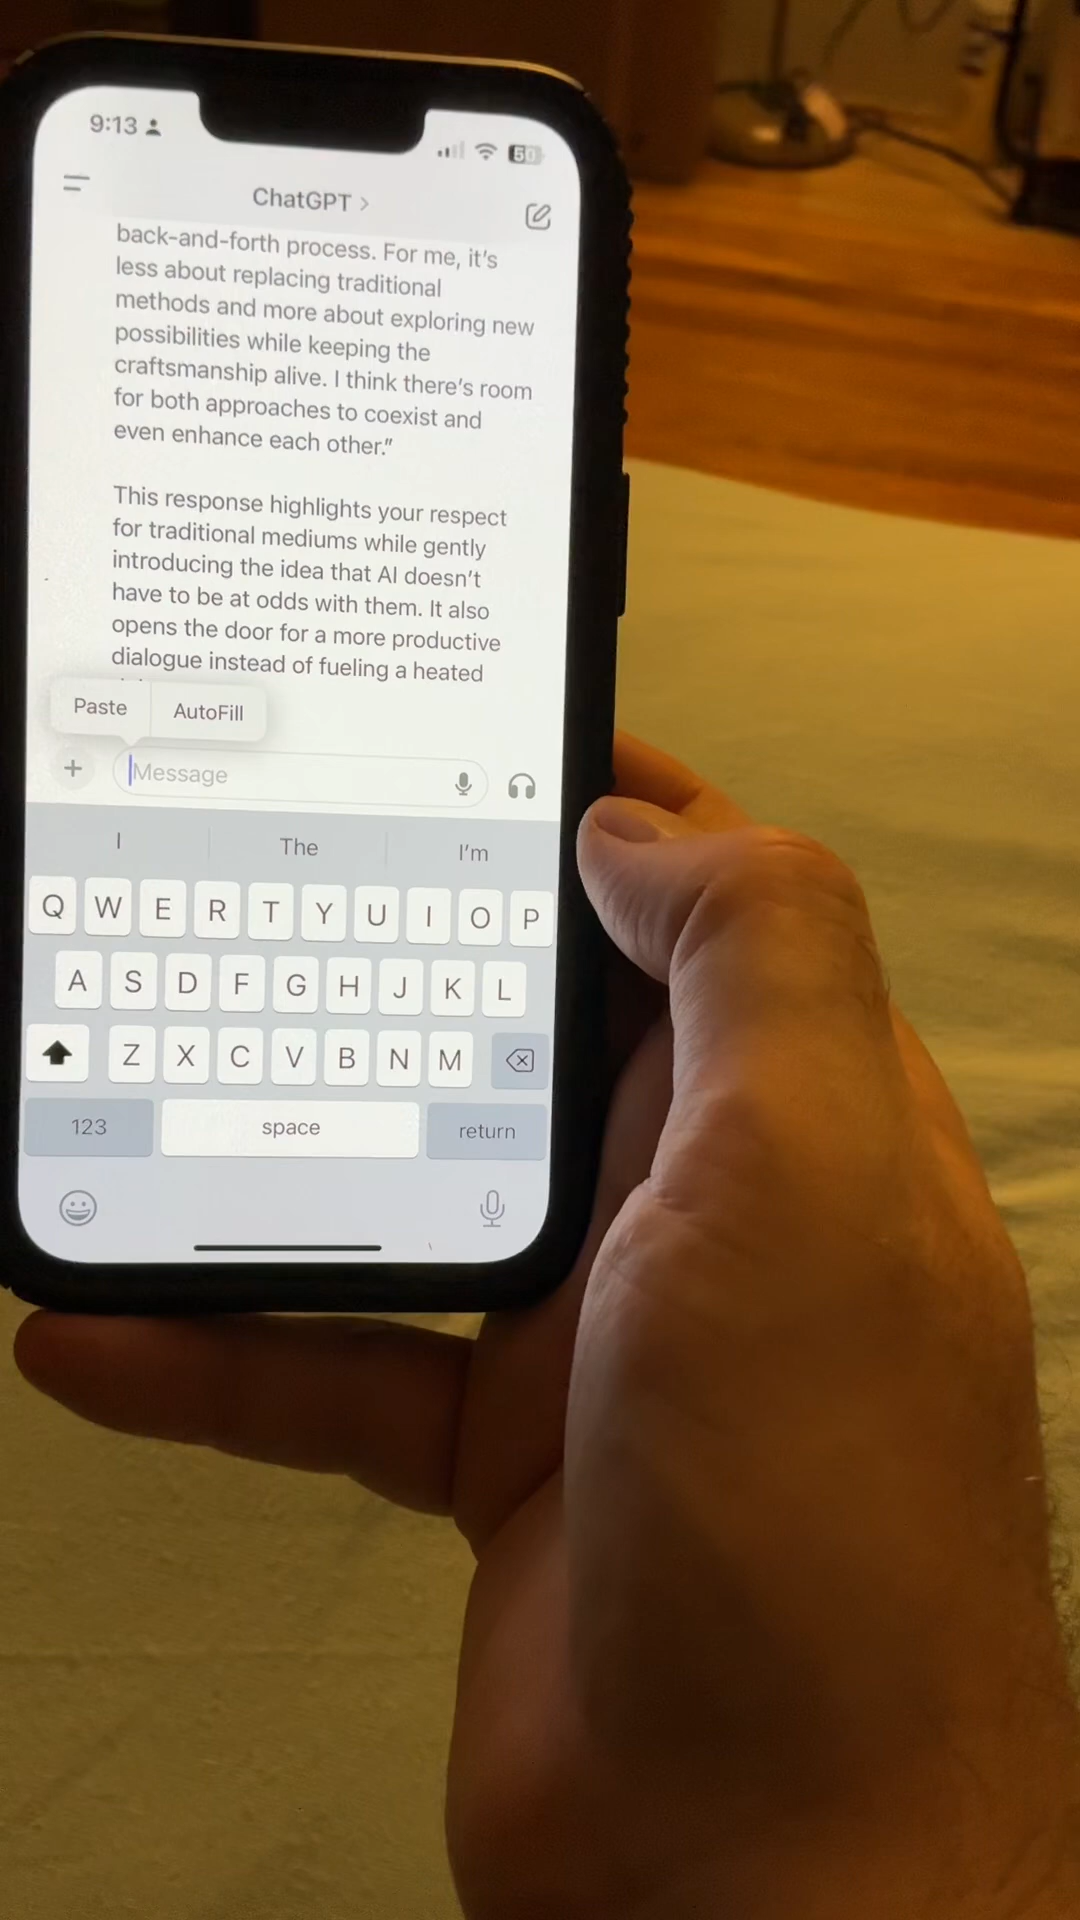 9:13
50
ChatGPT >
back-and-forth process. For me, it's
less about replacing traditional
methods and more about exploring new
possibilities while keeping the
craftsmanship alive. I think there's room
for both approaches to coexist and
even enhance each other."
This response highlights your respect
for traditional mediums while gently
introducing the idea that AI doesn't
have to be at odds with them. It also
opens the door for a more productive
dialogue instead of fueling a heated
Paste AutoFill
Message
I The I'm
Q W E R T Y U I O P
A S D F G H J K L
Z X C V B N M
123 space return